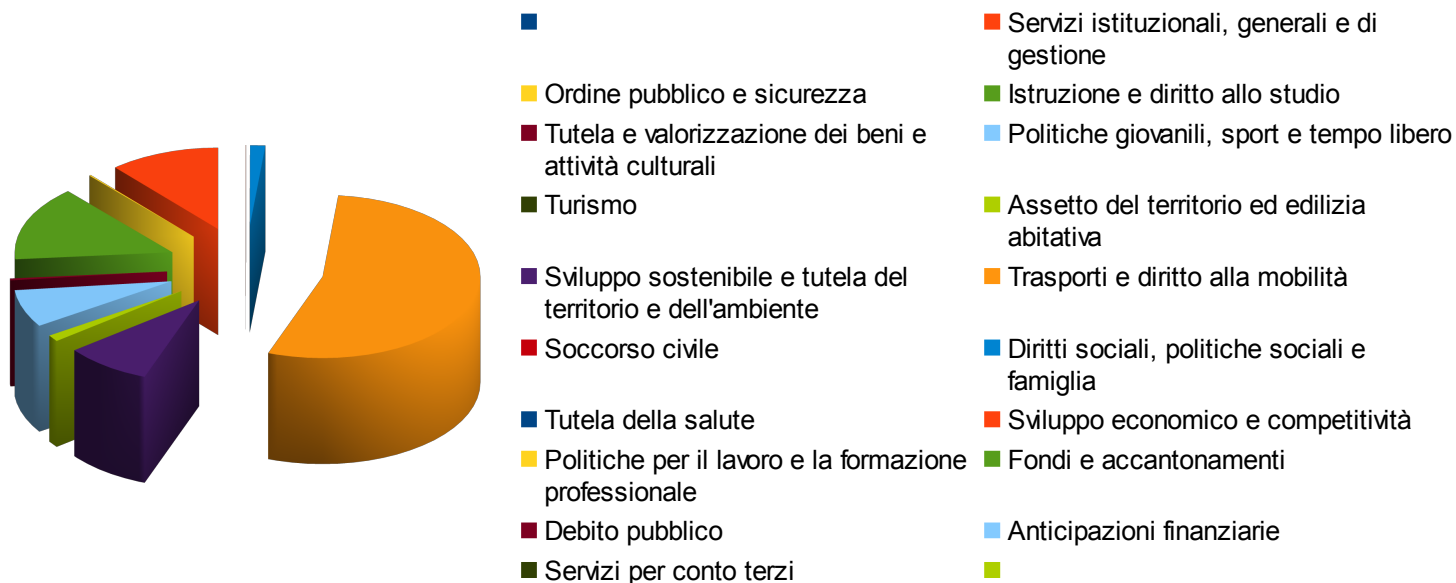 Servizi istituzionali, generali e di
gestione
Ordine pubblico e sicurezza
Istruzione e diritto allo studio
Tutela e valorizzazione dei beni e
attività culturali
Politiche giovanili, sport e tempo libero
Turismo
Assetto del territorio ed edilizia
abitativa
Sviluppo sostenibile e tutela del
territorio e dell'ambiente
Trasporti e diritto alla mobilità
Soccorso civile
Diritti sociali, politiche sociali e
famiglia
Tutela della salute
Sviluppo economico e competitività
Politiche per il lavoro e la formazione
professionale
Fondi e accantonamenti
Debito pubblico
Anticipazioni finanziarie
Servizi per conto terzi